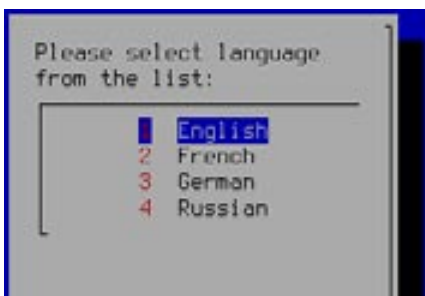 Please select language
from the list:
1 English
2 French
3 German
4 Russian